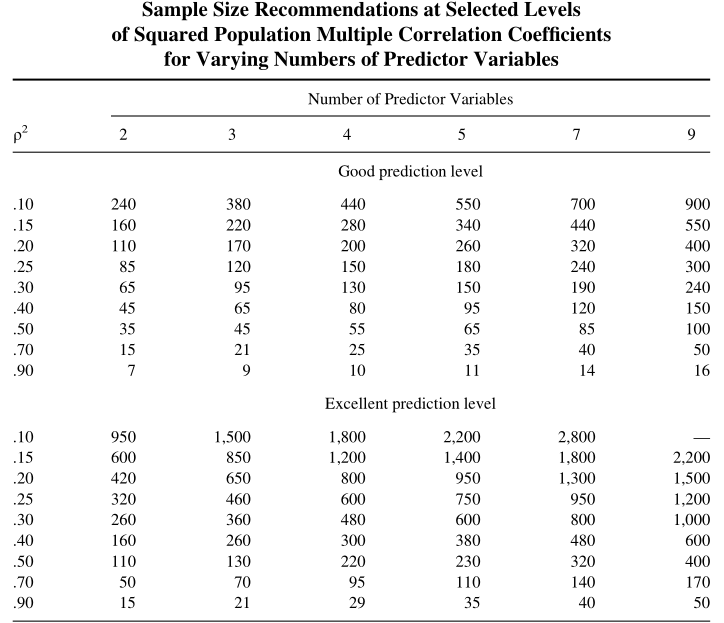 Sample Size Recommendations at Selected Levels
of Squared Population Multiple Correlation Coefficients
for Varying Numbers of Predictor Variables
Number of Predictor Variables
ρ² 2 3 4 5 7 9
Good prediction level
.10 240 380 440 550 700 900
.15 160 220 280 340 440 550
.20 110 170 200 260 320 400
.25 85 120 150 180 240 300
.30 65 95 130 150 190 240
.40 45 65 80 95 120 150
.50 35 45 55 65 85 100
.70 15 21 25 35 40 50
.90 7 9 10 11 14 16
Excellent prediction level
.10 950 1,500 1,800 2,200 2,800 —
.15 600 850 1,200 1,400 1,800 2,200
.20 420 650 800 950 1,300 1,500
.25 320 460 600 750 950 1,200
.30 260 360 480 600 800 1,000
.40 160 260 300 380 480 600
.50 110 130 220 230 320 400
.70 50 70 95 110 140 170
.90 15 21 29 35 40 50